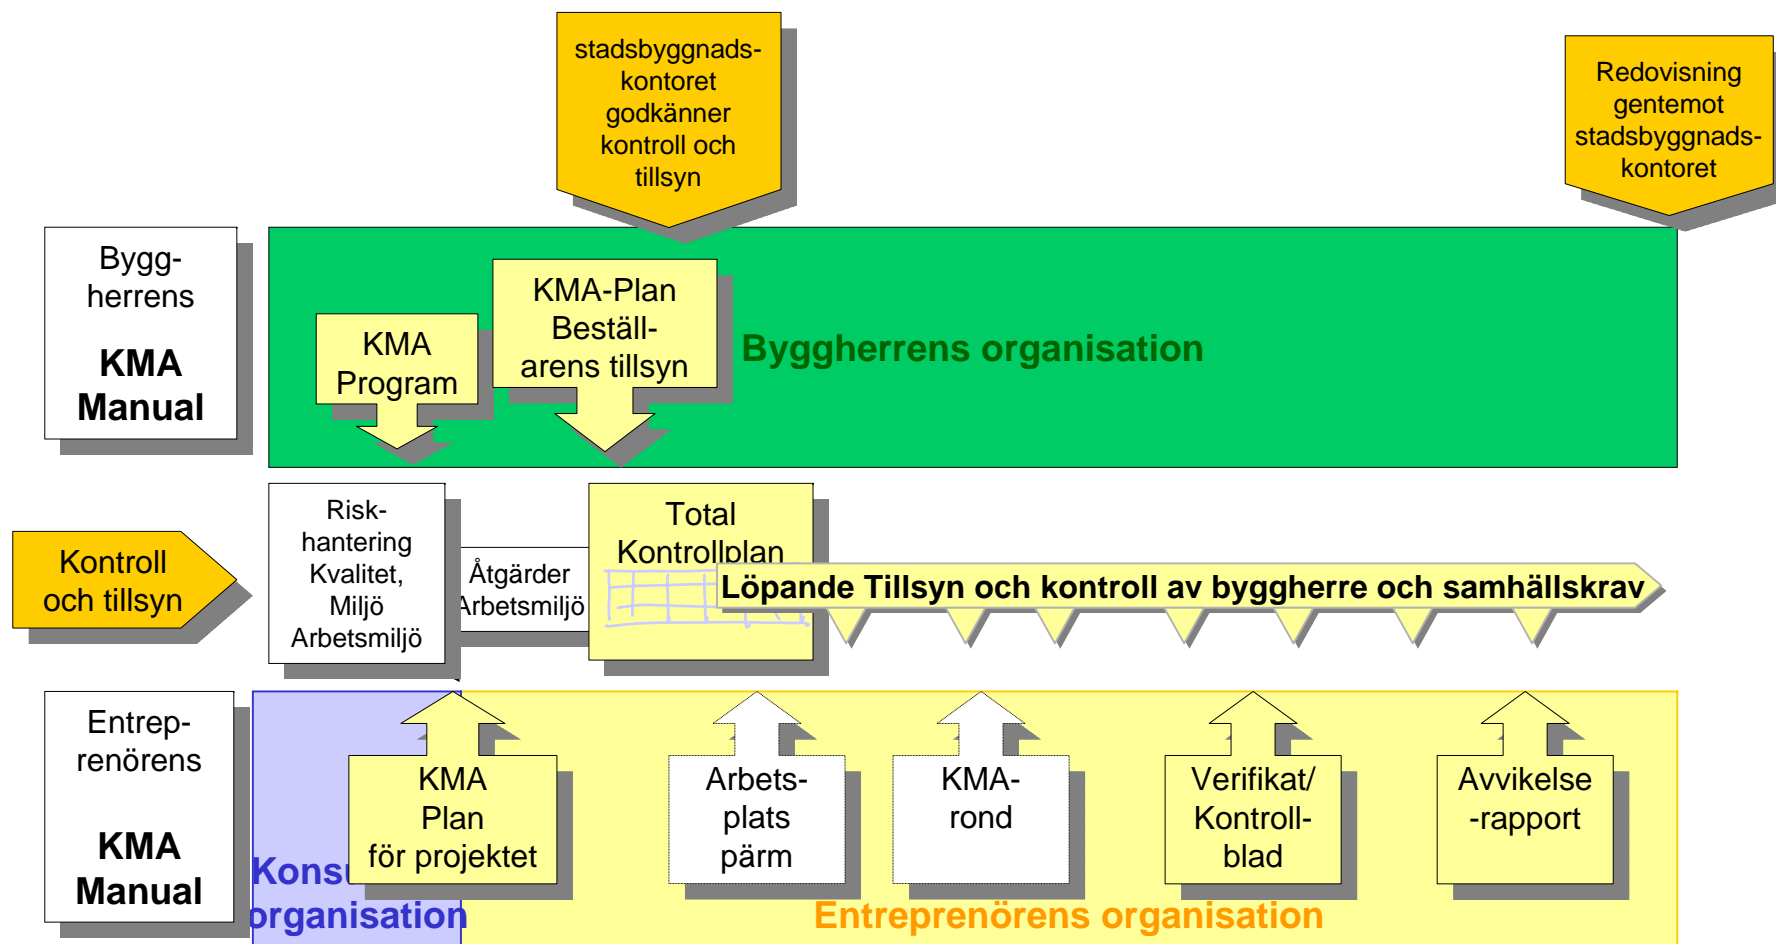 stadsbyggnads-
kontoret
godkänner
kontroll och
tillsyn
Redovisning
gentemot
stadsbyggnads-
kontoret
Bygg-
herrens
KMA
Manual
KMA
Program
KMA-Plan
Beställ-
arens tillsyn
Byggherrens organisation
Kontroll
och tillsyn
Risk-
hantering
Kvalitet,
Miljö
Arbetsmiljö
Åtgärder
Arbetsmiljö
Total
Kontrollplan
Löpande Tillsyn och kontroll av byggherre och samhällskrav
Entrep-
renörens
KMA
Manual
KMA
Plan
för projektet
Arbets-
plats
pärm
KMA-
rond
Verifikat/
Kontroll-
blad
Avvikelse
-rapport
organisation
Entreprenörens organisation